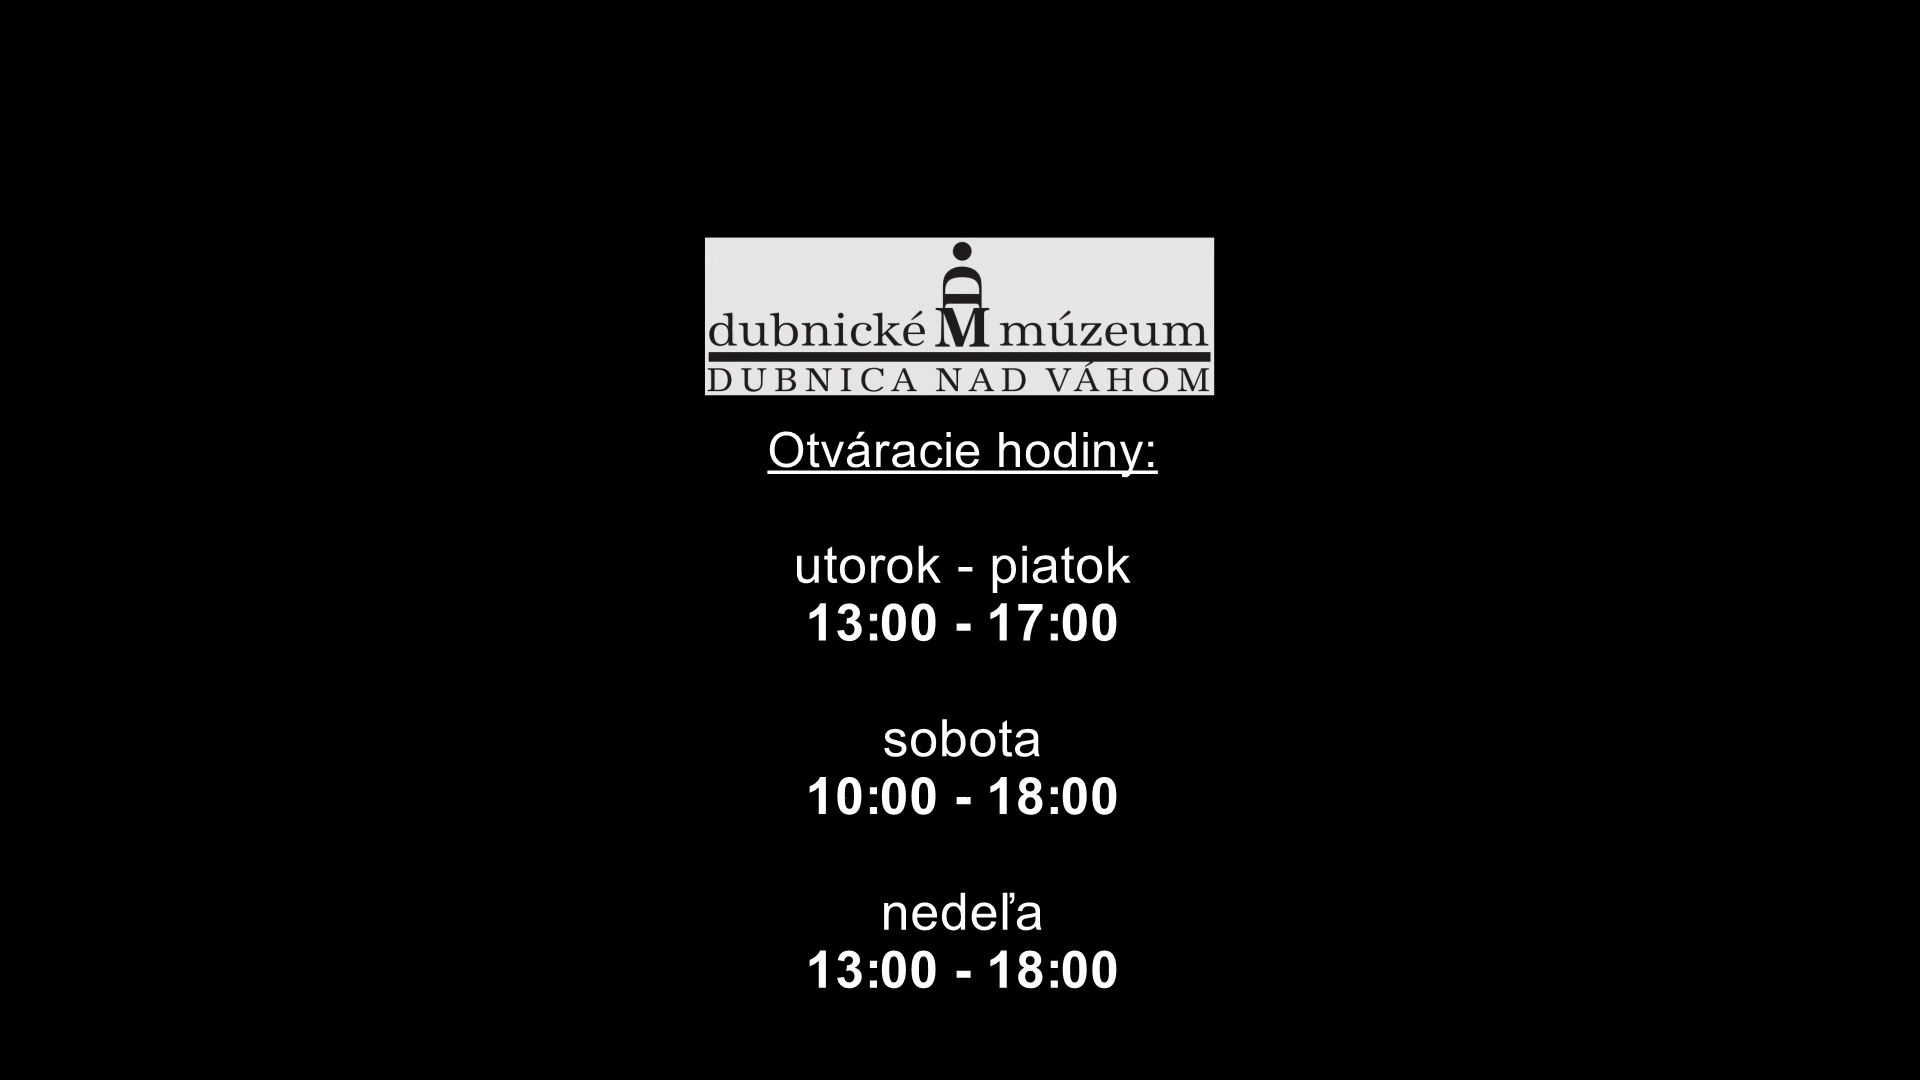 dubnické DM múzeum
DUBNICA NAD VÁHOM
Otváracie hodiny:
utorok - piatok
13:00 - 17:00
sobota
10:00 - 18:00
nedeľa
13:00 - 18:00